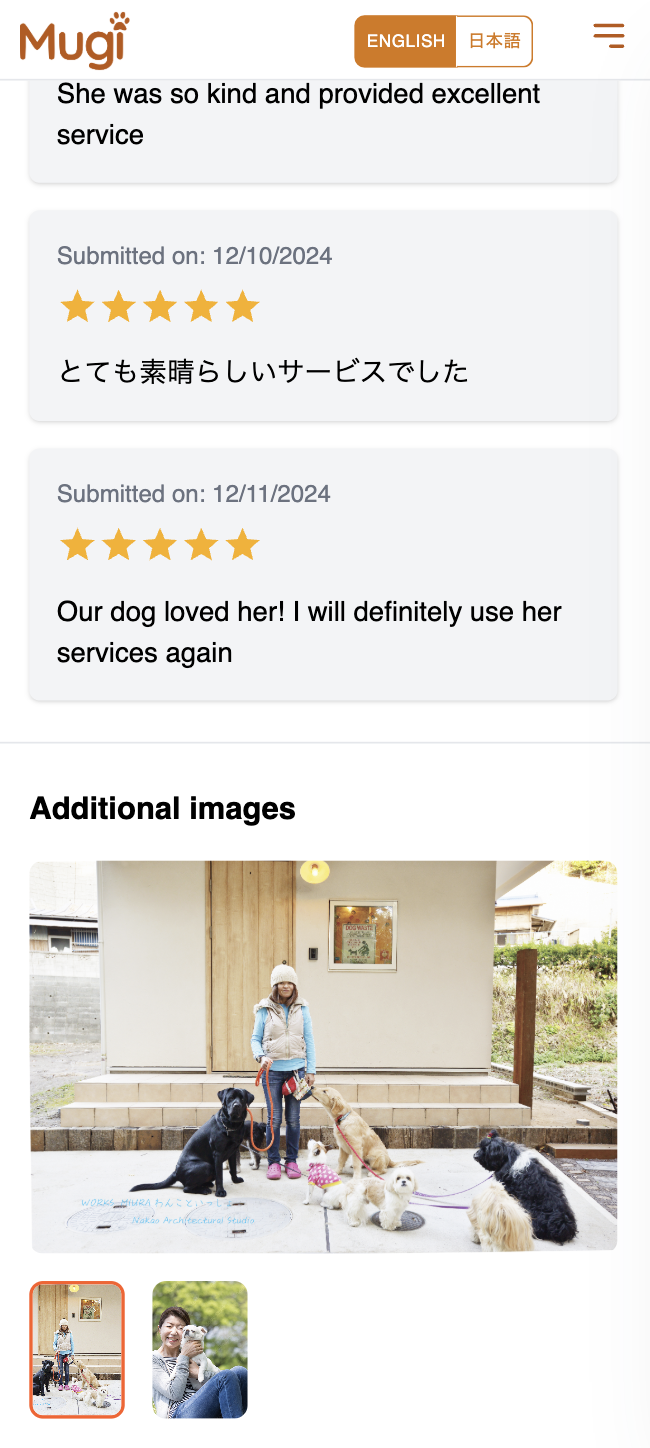 Mugi
ENGLISH 日本語
She was so kind and provided excellent
service
Submitted on: 12/10/2024
とても素晴らしいサービスでした
Submitted on: 12/11/2024
Our dog loved her! I will definitely use her
services again
Additional images
DOG WASTE
WORKS MIURA わんこといっしょ
Nakao Architectural Studio